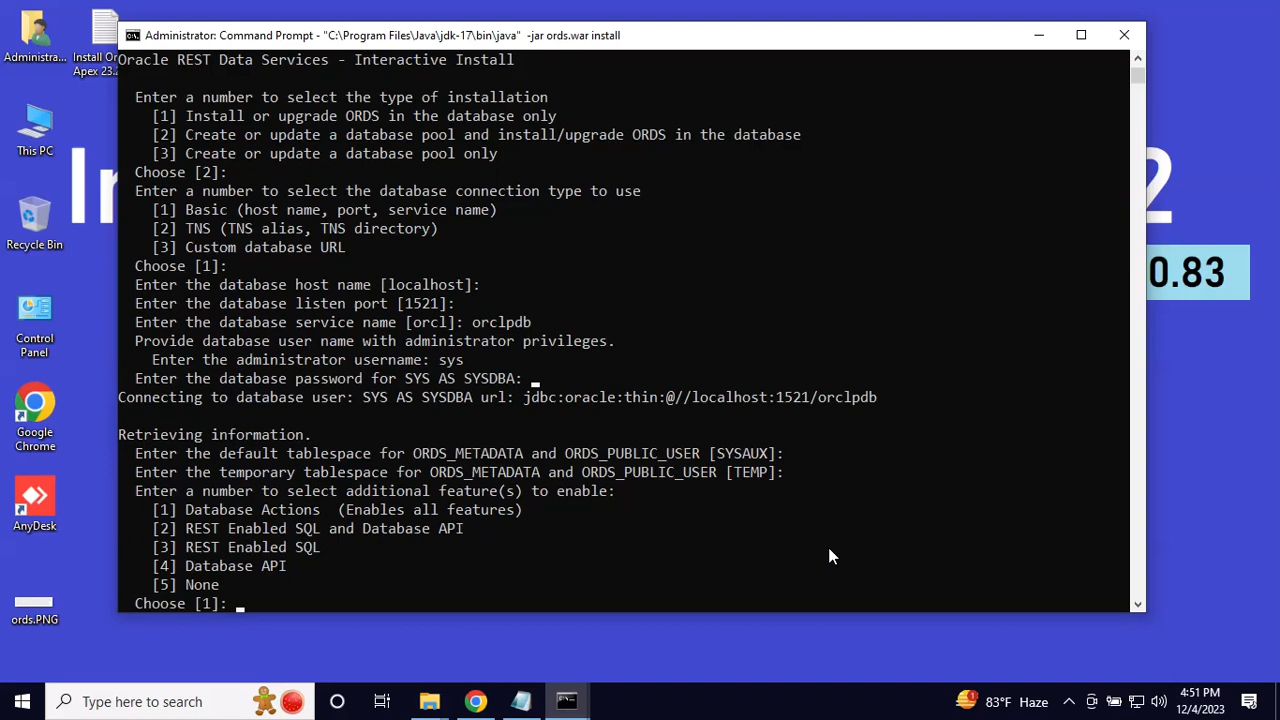 Administra...
Install Or
Apex 23.2
This PC
Recycle Bin
Control
Panel
Google
Chrome
AnyDesk
ords.PNG
In
2
0.83
Administrator: Command Prompt - "C:\Program Files\Java\jdk-17\bin\java"  -jar ords.war install
Oracle REST Data Services - Interactive Install
Enter a number to select the type of installation
[1] Install or upgrade ORDS in the database only
[2] Create or update a database pool and install/upgrade ORDS in the database
[3] Create or update a database pool only
Choose [2]:
Enter a number to select the database connection type to use
[1] Basic (host name, port, service name)
[2] TNS (TNS alias, TNS directory)
[3] Custom database URL
Choose [1]:
Enter the database host name [localhost]:
Enter the database listen port [1521]:
Enter the database service name [orcl]: orclpdb
Provide database user name with administrator privileges.
Enter the administrator username: sys
Enter the database password for SYS AS SYSDBA:
Connecting to database user: SYS AS SYSDBA url: jdbc:oracle:thin:@//localhost:1521/orclpdb
Retrieving information.
Enter the default tablespace for ORDS_METADATA and ORDS_PUBLIC_USER [SYSAUX]:
Enter the temporary tablespace for ORDS_METADATA and ORDS_PUBLIC_USER [TEMP]:
Enter a number to select additional feature(s) to enable:
[1] Database Actions  (Enables all features)
[2] REST Enabled SQL and Database API
[3] REST Enabled SQL
[4] Database API
[5] None
Choose [1]:
Type here to search
83°F Haze
4:51 PM
12/4/2023